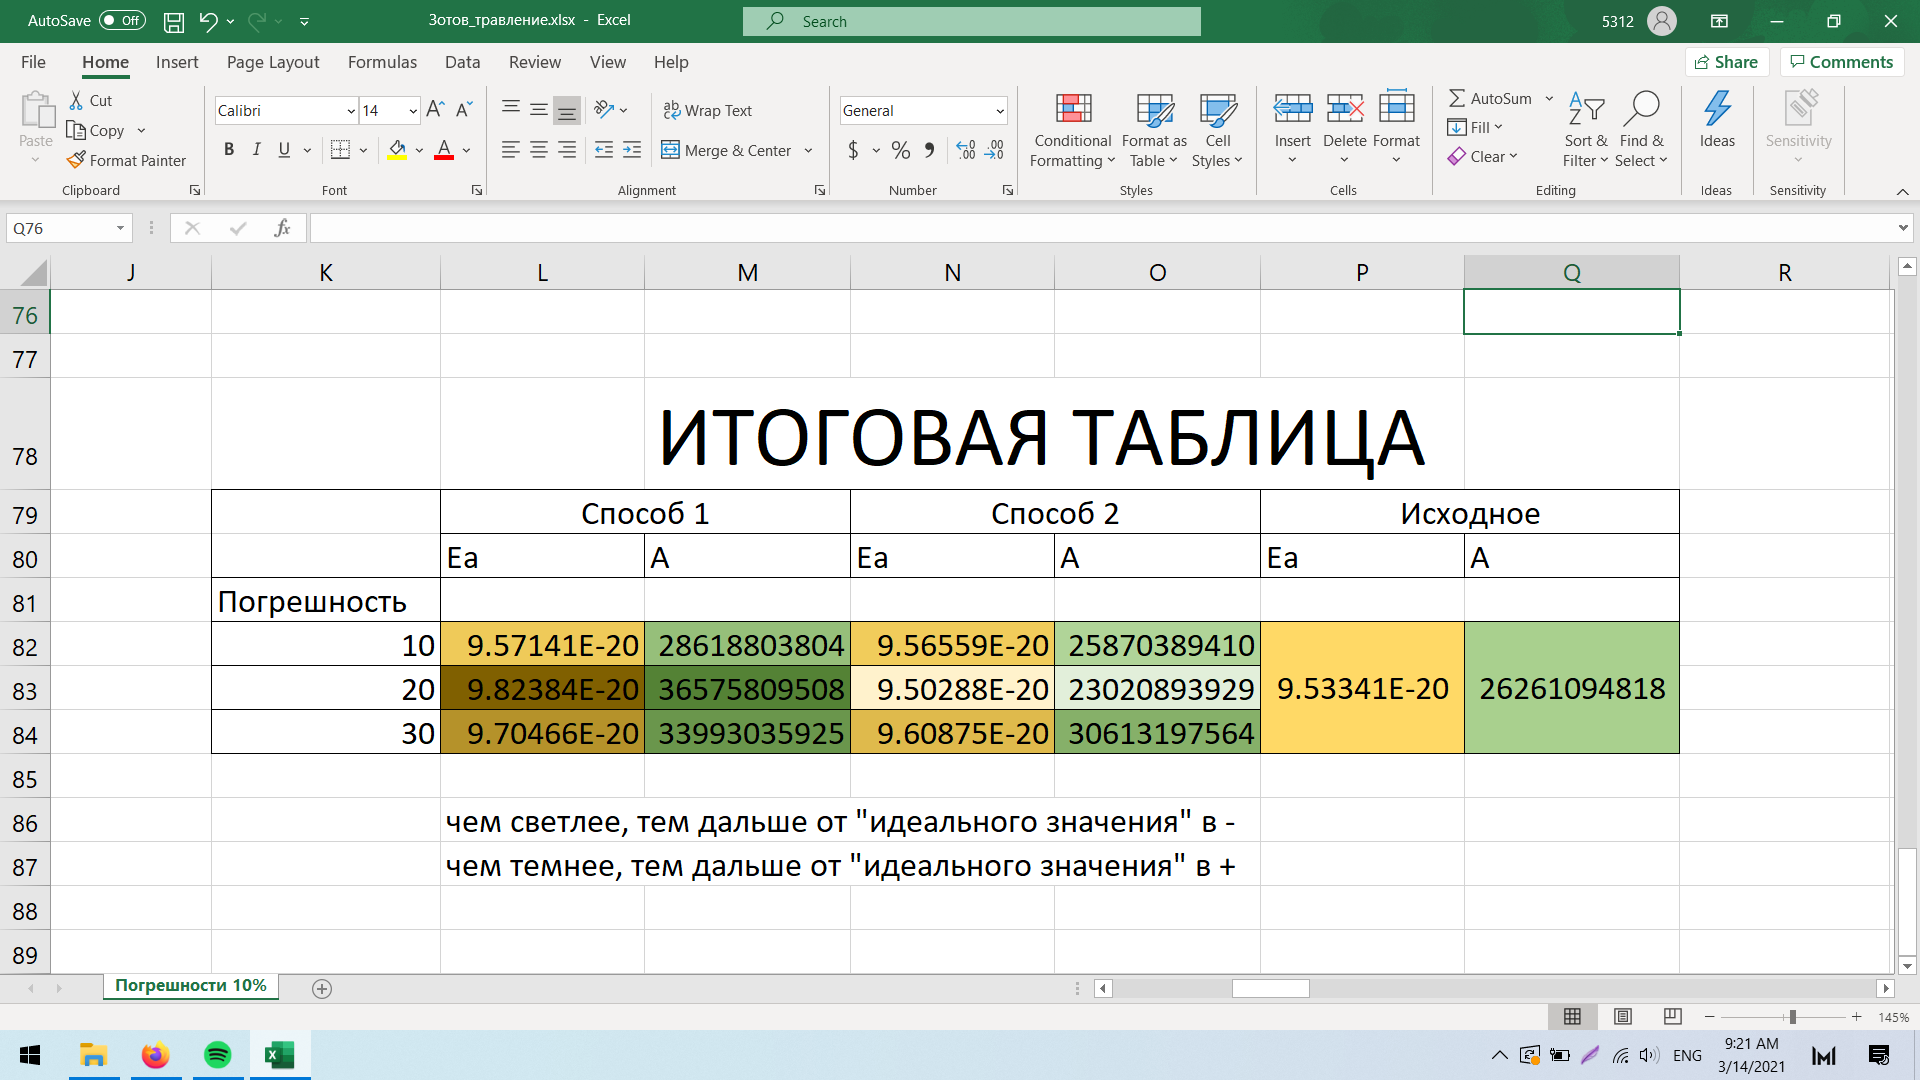 AutoSave Off Зотов_травление.xlsx - Excel Search 5312
File Home Insert Page Layout Formulas Data Review View Help Share Comments
Paste Cut Copy Format Painter Clipboard
Calibri 14 A A B I U A Font
ab Wrap Text Merge & Center Alignment
General $ % 9 .00 .00 Number
Conditional Formatting Format as Table Cell Styles Styles
Insert Delete Format Cells
AutoSum Fill Clear Sort & Filter Find & Select Editing
Ideas Ideas
Sensitivity Sensitivity
Q76 fx
J K L M N O P Q R
76
77
78 ИТОГОВАЯ ТАБЛИЦА
79 Способ 1 Способ 2 Исходное
80 Ea A Ea A Ea A
81 Погрешность
82 10 9.57141E-20 28618803804 9.56559E-20 25870389410
83 20 9.82384E-20 36575809508 9.50288E-20 23020893929 9.53341E-20 26261094818
84 30 9.70466E-20 33993035925 9.60875E-20 30613197564
85
86 чем светлее, тем дальше от "идеального значения" в -
87 чем темнее, тем дальше от "идеального значения" в +
88
89
Погрешности 10%
145%
ENG 9:21 AM
3/14/2021